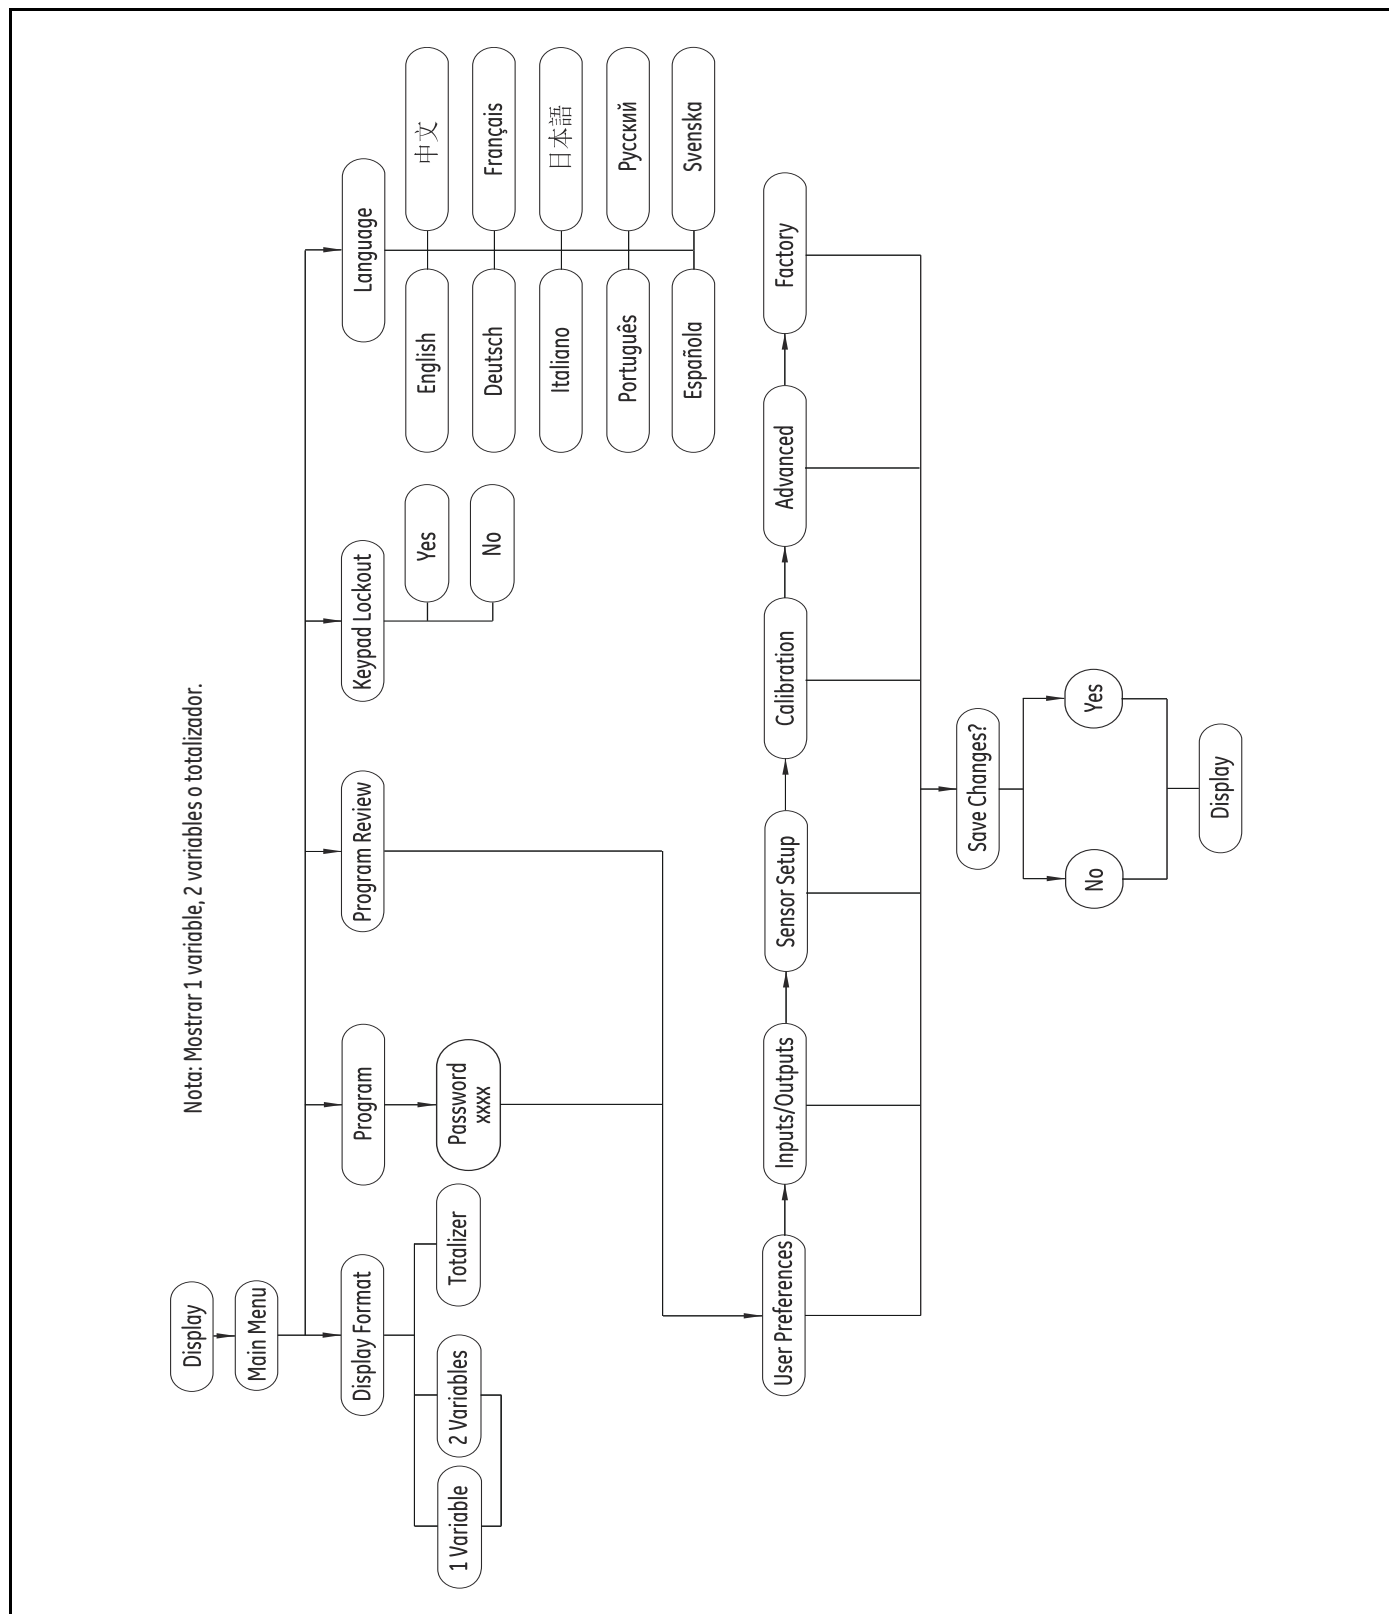 Nota: Mostrar 1 variable, 2 variables o totalizador.
Display
Main Menu
Display Format
Program
Program Review
Keypad Lockout
Language
1 Variable
2 Variables
Totalizer
Password
xxxx
Yes
No
English
中文
Deutsch
Français
Italiano
日本語
Português
Русский
Española
Svenska
User Preferences
Inputs/Outputs
Sensor Setup
Calibration
Advanced
Factory
Save Changes?
No
Yes
Display